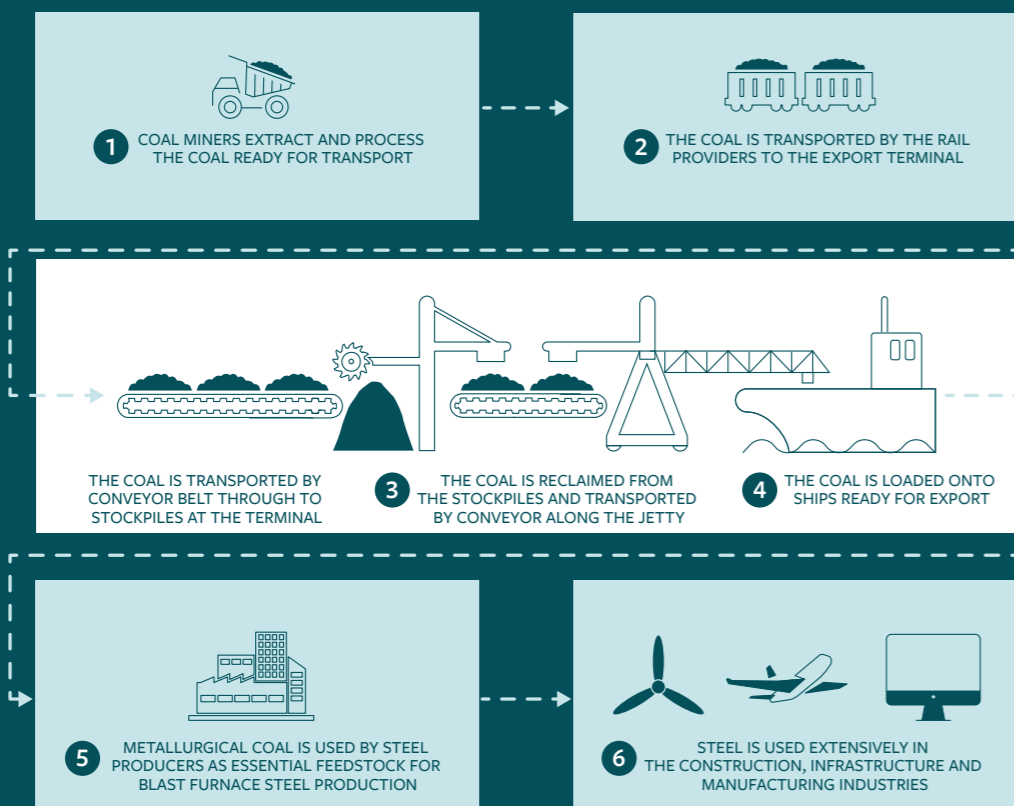 1 COAL MINERS EXTRACT AND PROCESS
THE COAL READY FOR TRANSPORT
2 THE COAL IS TRANSPORTED BY THE RAIL
PROVIDERS TO THE EXPORT TERMINAL
THE COAL IS TRANSPORTED BY
CONVEYOR BELT THROUGH TO
STOCKPILES AT THE TERMINAL
3 THE COAL IS RECLAIMED FROM
THE STOCKPILES AND TRANSPORTED
BY CONVEYOR ALONG THE JETTY
4 THE COAL IS LOADED ONTO
SHIPS READY FOR EXPORT
5 METALLURGICAL COAL IS USED BY STEEL
PRODUCERS AS ESSENTIAL FEEDSTOCK FOR
BLAST FURNACE STEEL PRODUCTION
6 STEEL IS USED EXTENSIVELY IN
THE CONSTRUCTION, INFRASTRUCTURE AND
MANUFACTURING INDUSTRIES